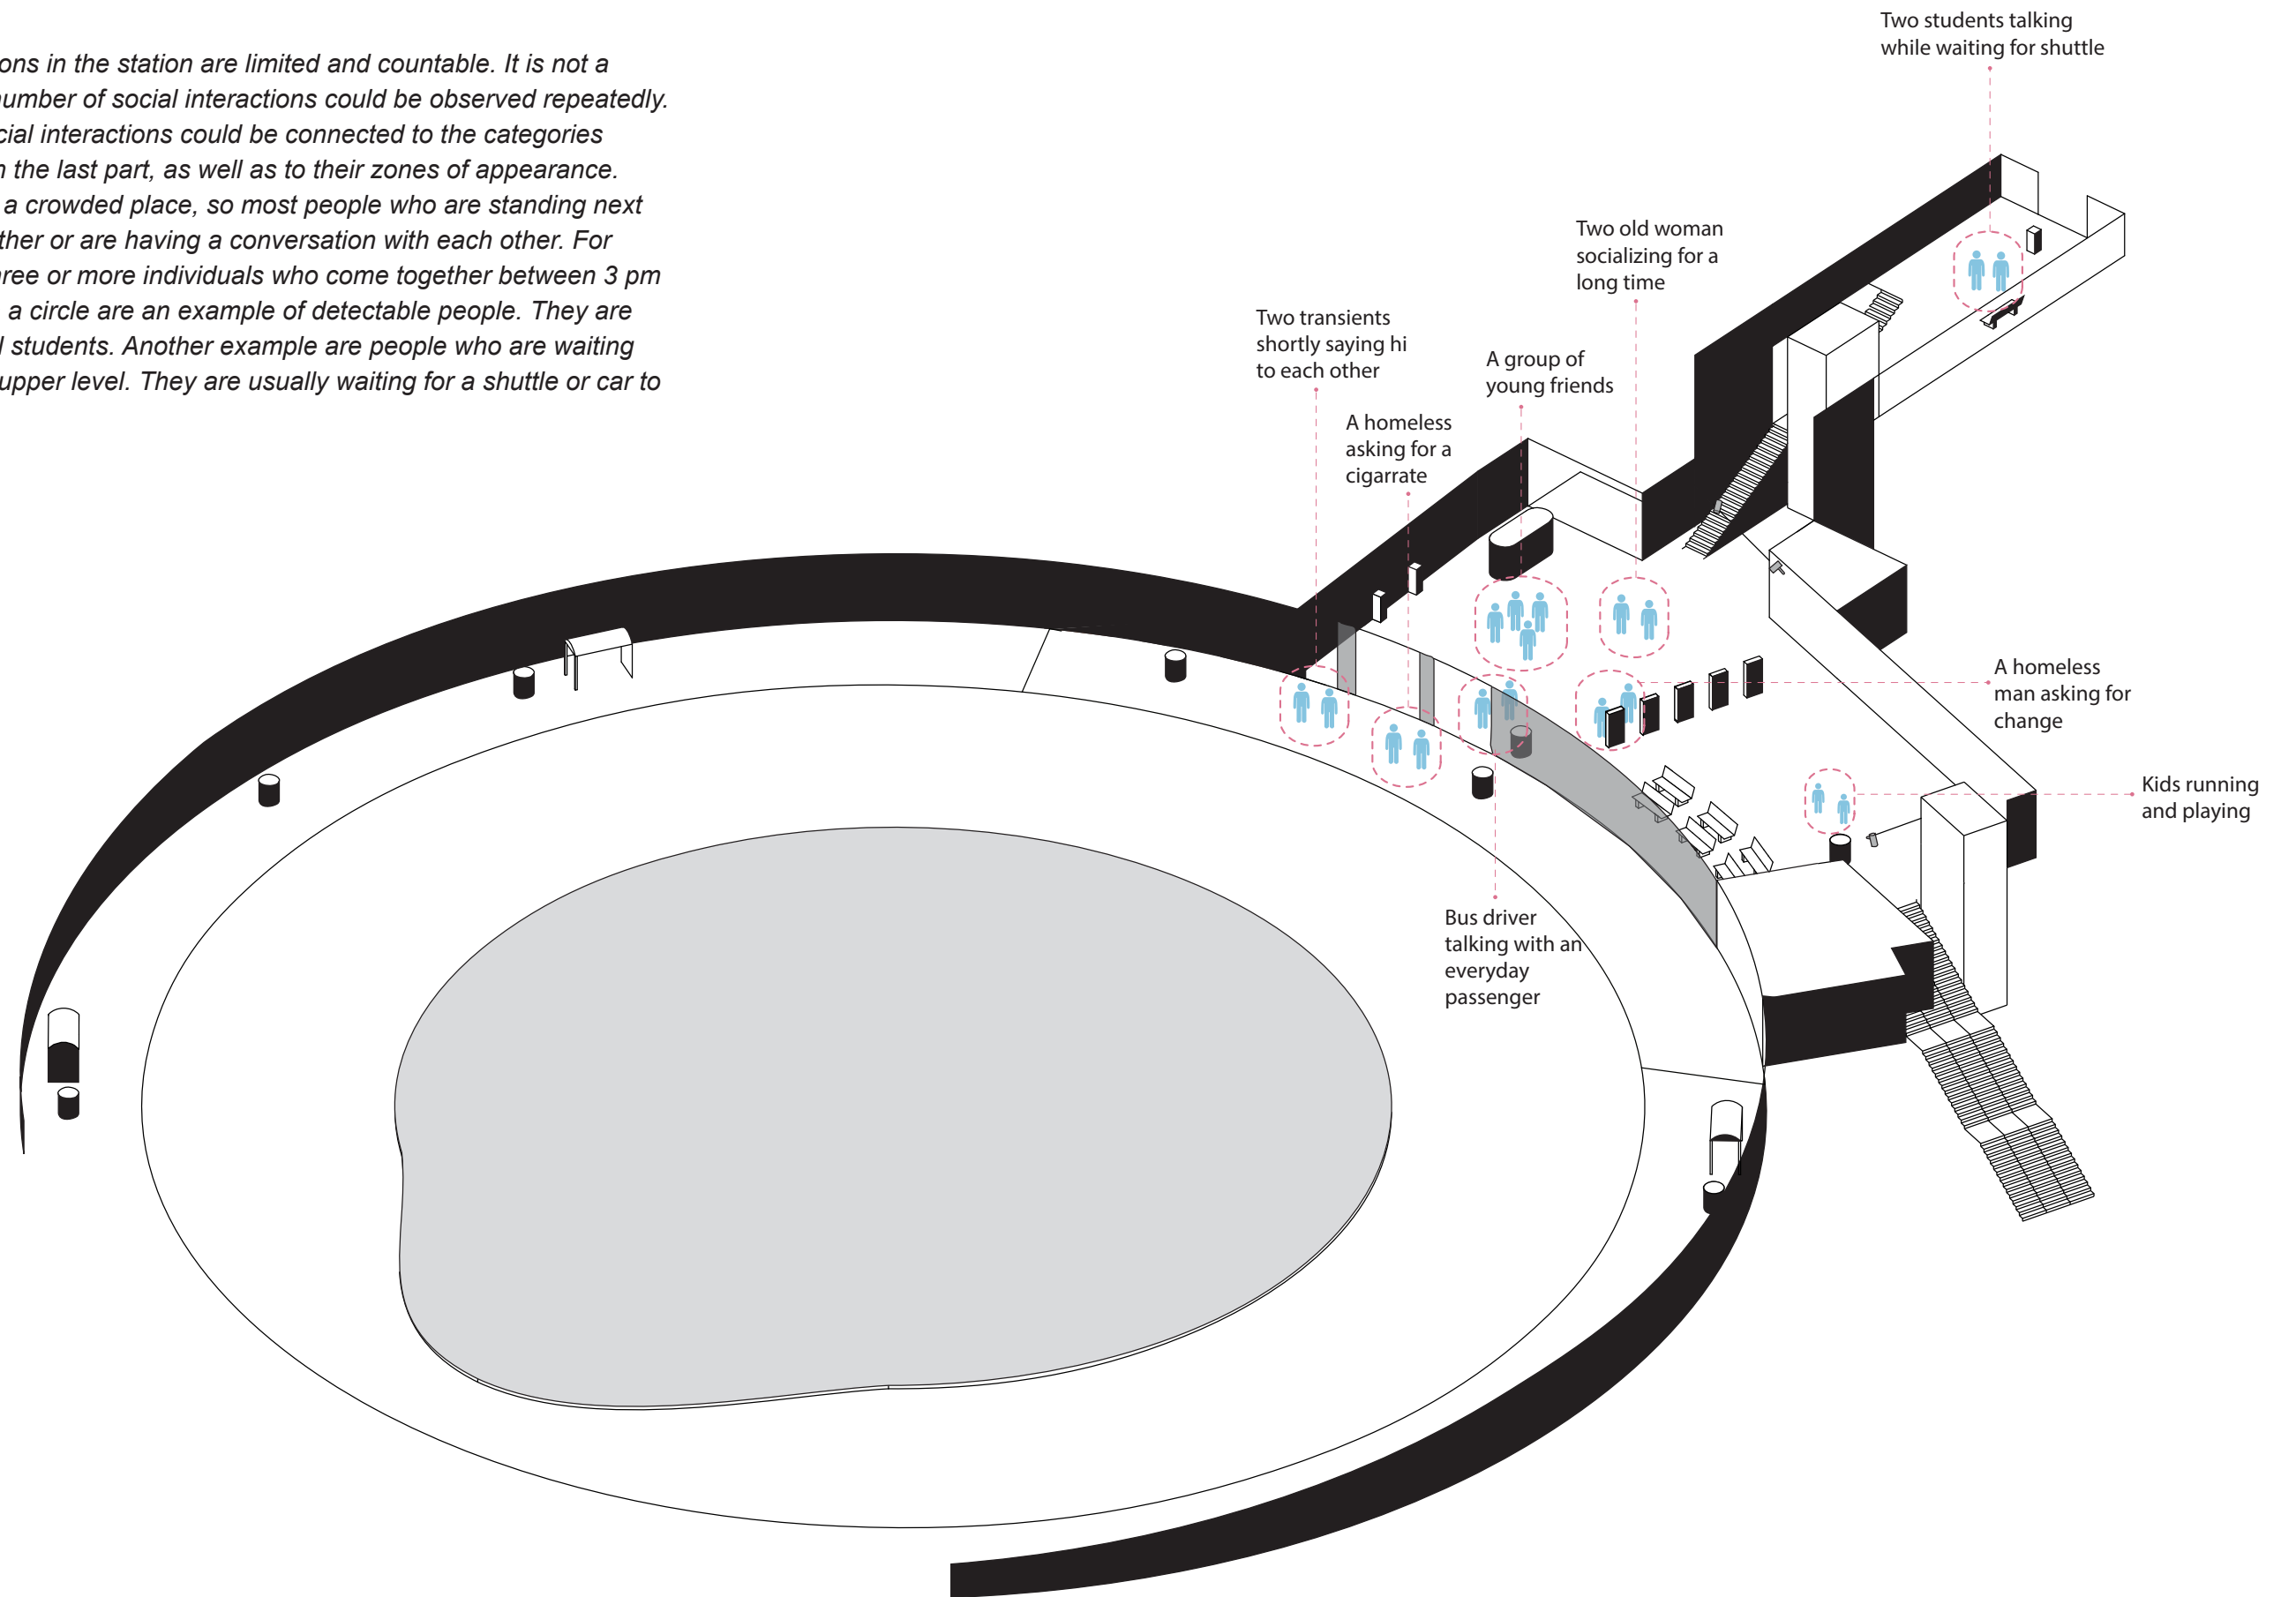 ons in the station are limited and countable. It is not a
number of social interactions could be observed repeatedly.
cial interactions could be connected to the categories
n the last part, as well as to their zones of appearance.
a crowded place, so most people who are standing next
ther or are having a conversation with each other. For
hree or more individuals who come together between 3 pm
a circle are an example of detectable people. They are
l students. Another example are people who are waiting
upper level. They are usually waiting for a shuttle or car to
Two students talking
while waiting for shuttle
Two old woman
socializing for a
long time
Two transients
shortly saying hi
to each other
A group of
young friends
A homeless
asking for a
cigarrate
A homeless
man asking for
change
Kids running
and playing
Bus driver
talking with an
everyday
passenger